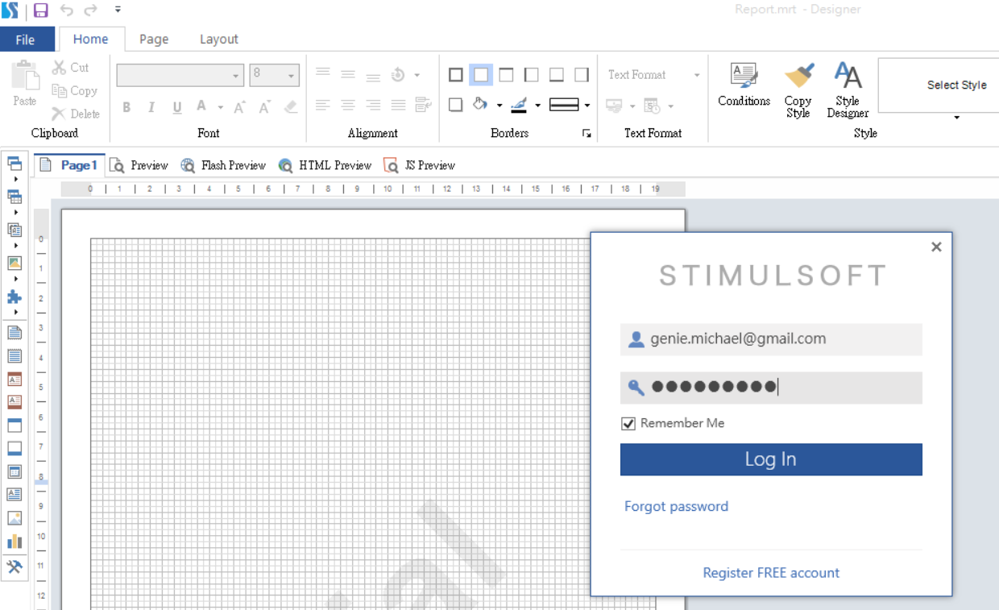 Report.mrt - Designer
File Home Page Layout
Paste Cut
Copy
Delete
Clipboard
8
B I U A A A
Font
Alignment
Borders
Text Format
Text Format
Conditions
Copy Style
Style Designer
Select Style
Style
Page1 Preview Flash Preview HTML Preview JS Preview
0 1 2 3 4 5 6 7 8 9 10 11 12 13 14 15 16 17 18 19
0
1
2
3
4
5
6
7
8
9
10
11
12
STIMULSOFT
genie.michael@gmail.com
Remember Me
Log In
Forgot password
Register FREE account